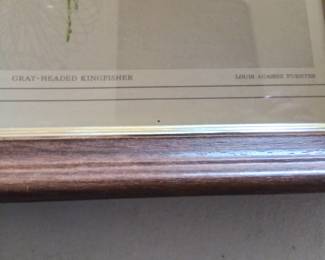 GRAY-HEADED KINGFISHER
LOUIS AGASSIZ FUERTES